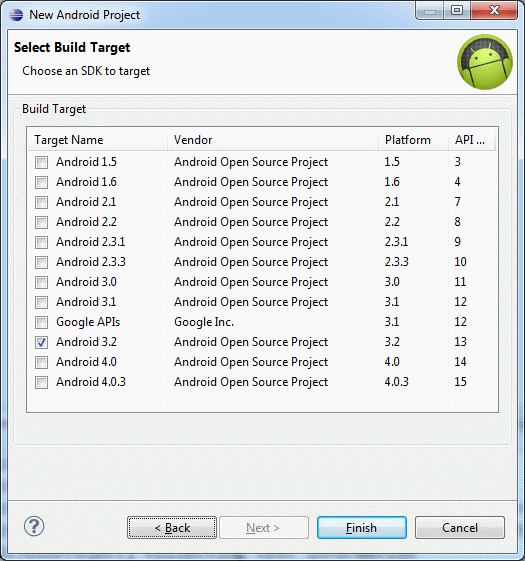 New Android Project
Select Build Target
Choose an SDK to target
Build Target
Target Name Vendor Platform API ...
Android 1.5 Android Open Source Project 1.5 3
Android 1.6 Android Open Source Project 1.6 4
Android 2.1 Android Open Source Project 2.1 7
Android 2.2 Android Open Source Project 2.2 8
Android 2.3.1 Android Open Source Project 2.3.1 9
Android 2.3.3 Android Open Source Project 2.3.3 10
Android 3.0 Android Open Source Project 3.0 11
Android 3.1 Android Open Source Project 3.1 12
Google APIs Google Inc. 3.1 12
Android 3.2 Android Open Source Project 3.2 13
Android 4.0 Android Open Source Project 4.0 14
Android 4.0.3 Android Open Source Project 4.0.3 15
? < Back Next > Finish Cancel